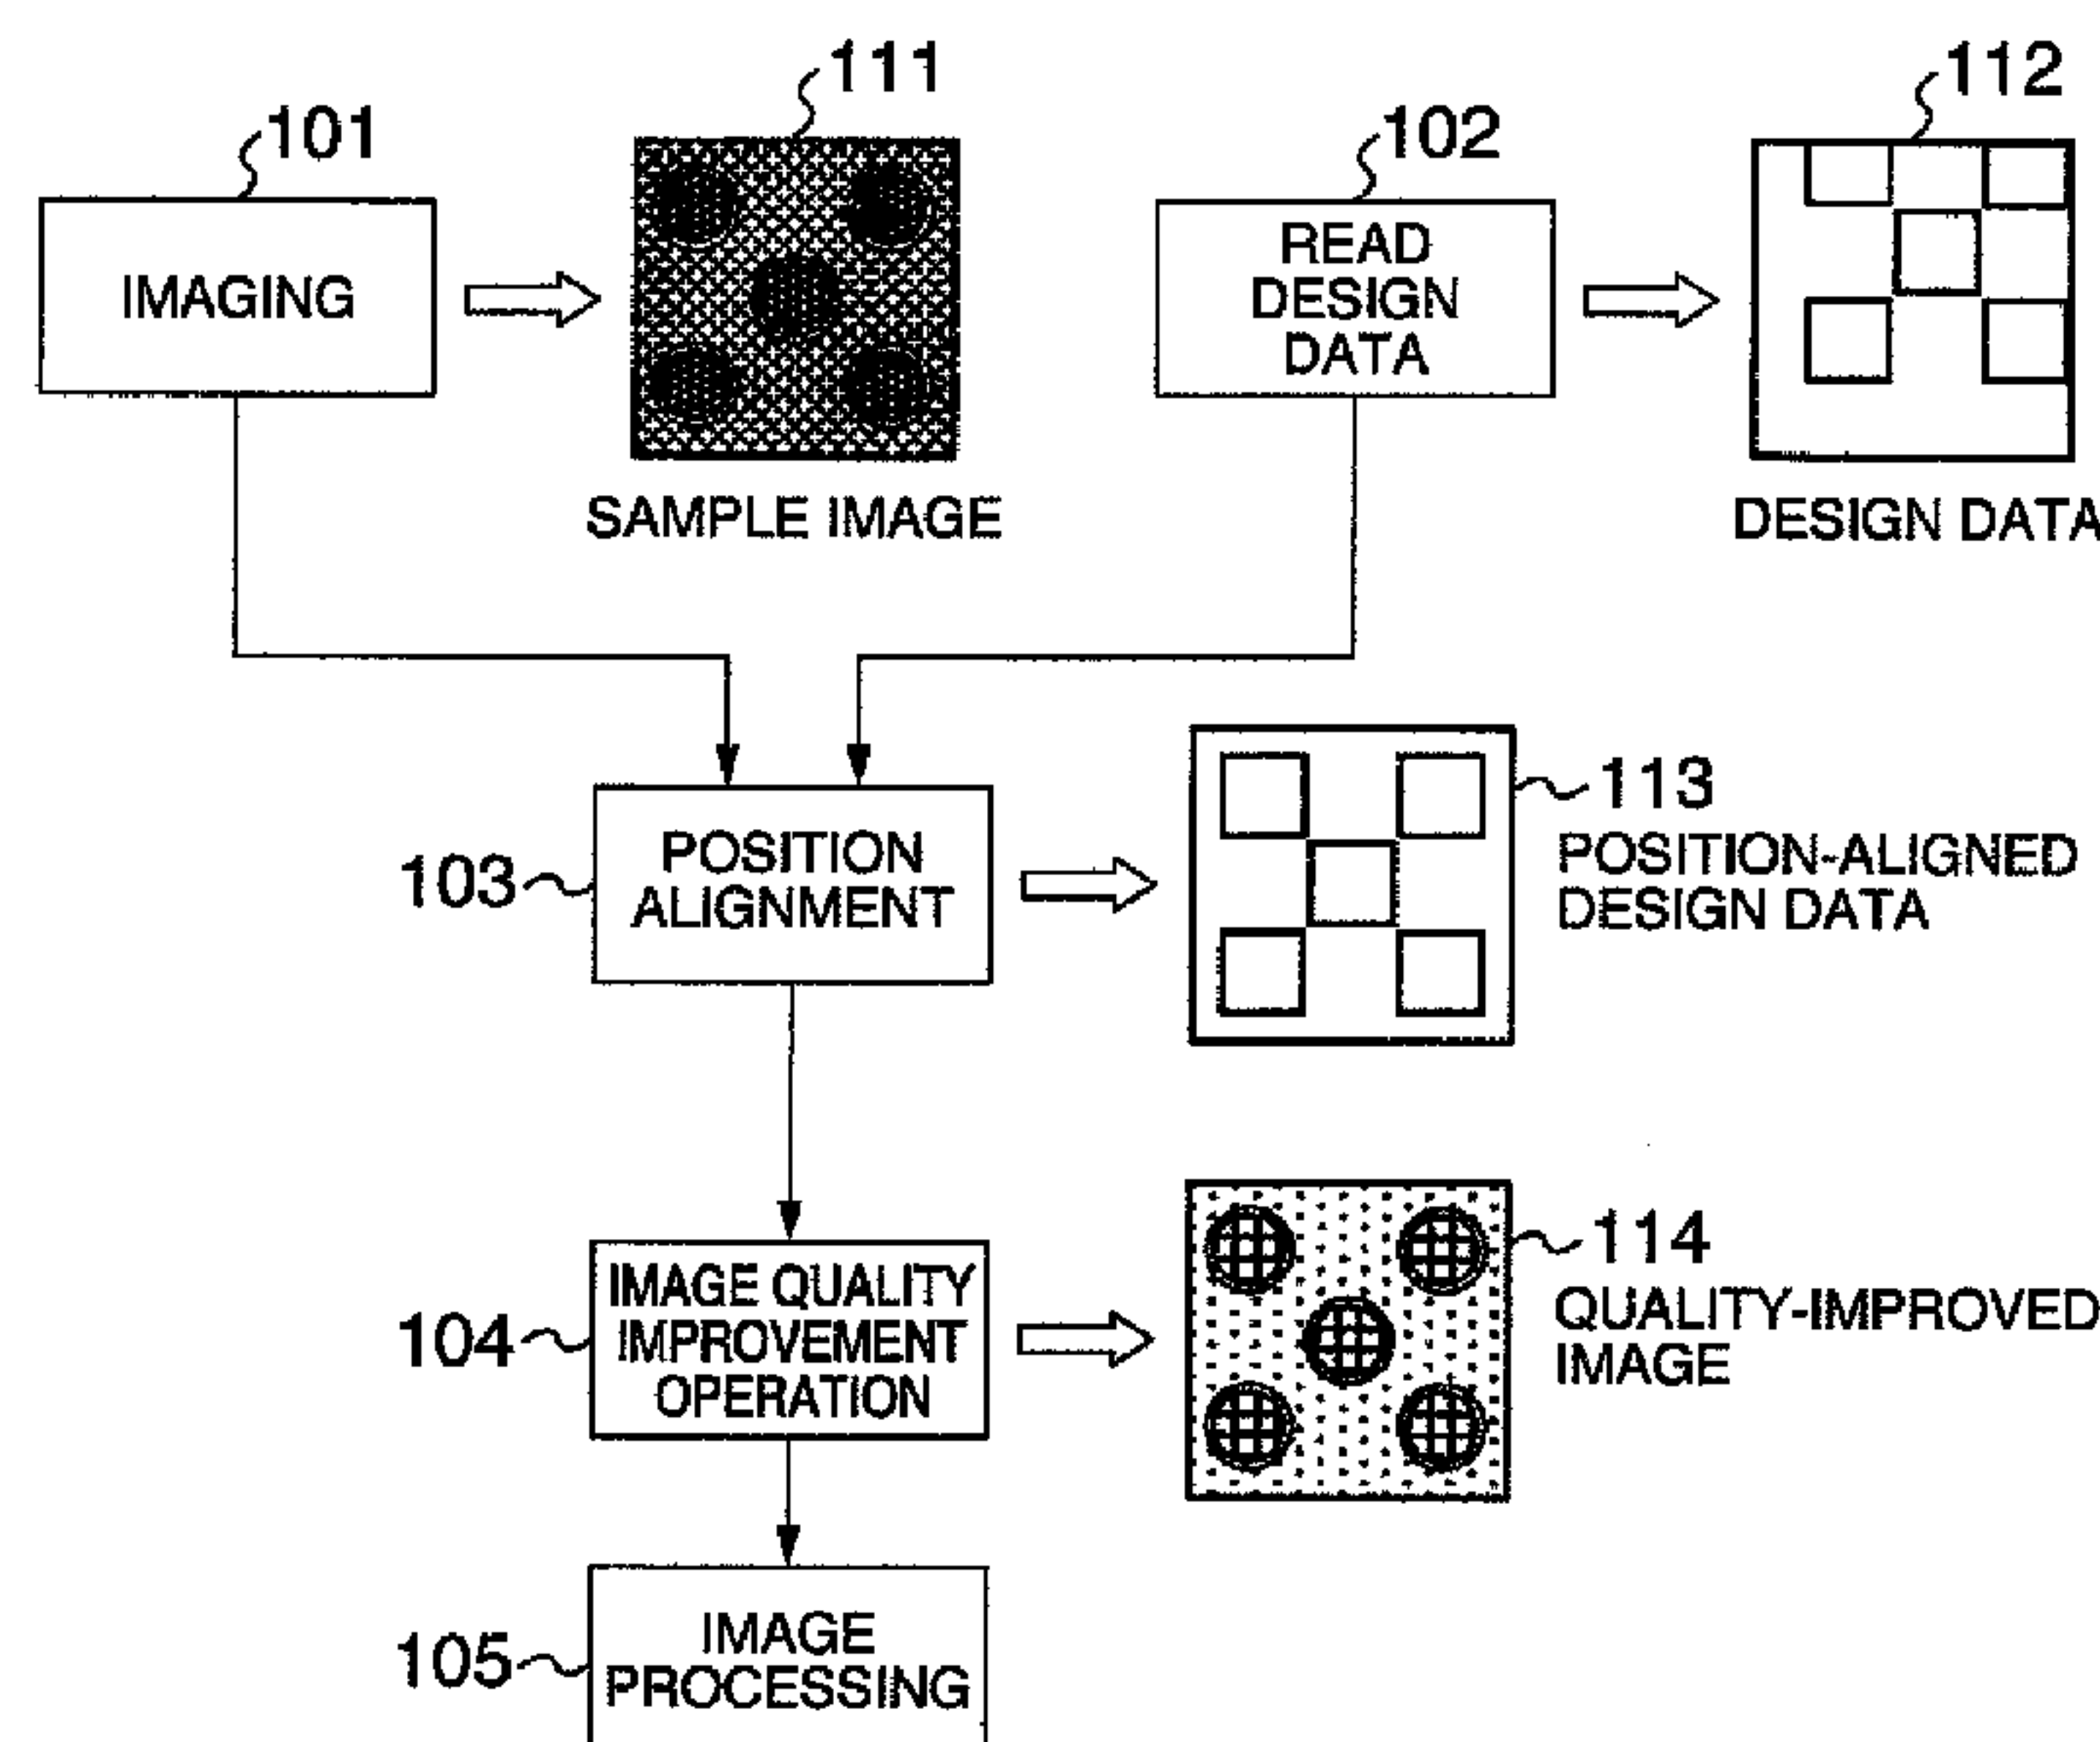 111
112
101
102
IMAGING
READ
DESIGN
DATA
SAMPLE IMAGE
DESIGN DATA
113
POSITION-ALIGNED
DESIGN DATA
103
POSITION
ALIGNMENT
114
QUALITY-IMPROVED
IMAGE
104
IMAGE QUALITY
IMPROVEMENT
OPERATION
105
IMAGE
PROCESSING